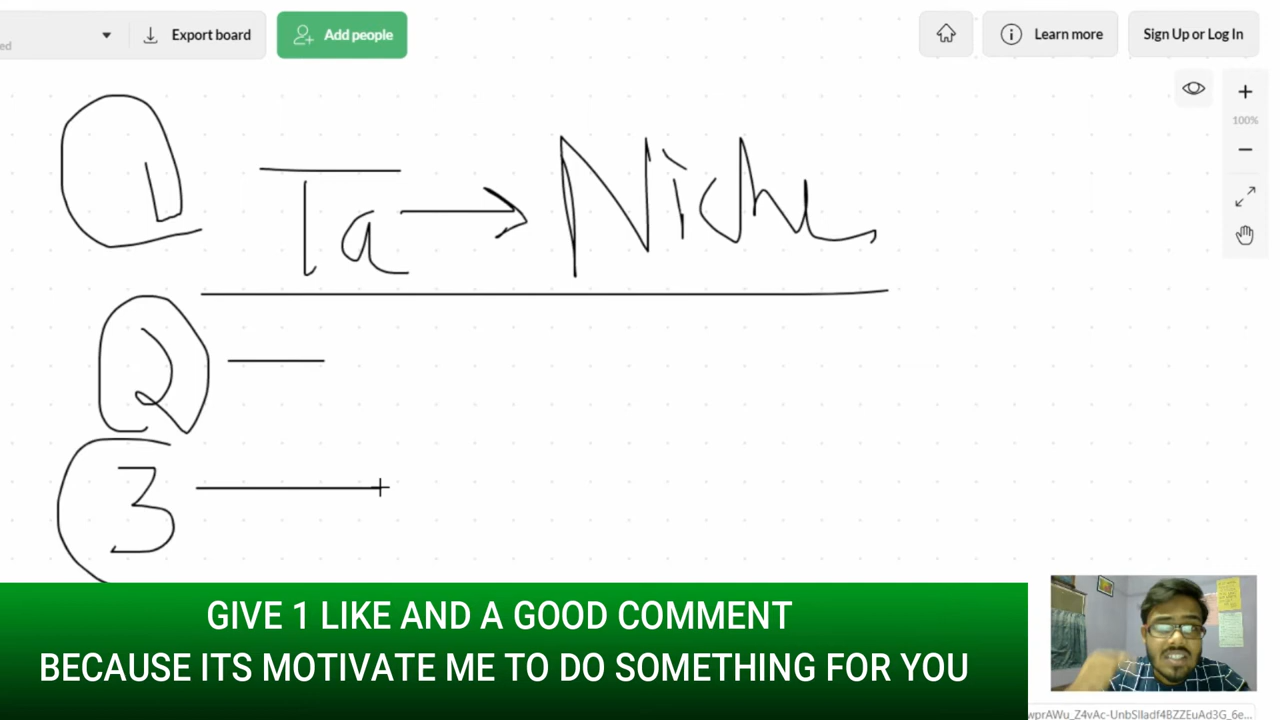 ed
Export board
Add people
Learn more
Sign Up or Log In
100%
1 Ta → Niche
2
3
GIVE 1 LIKE AND A GOOD COMMENT
BECAUSE ITS MOTIVATE ME TO DO SOMETHING FOR YOU